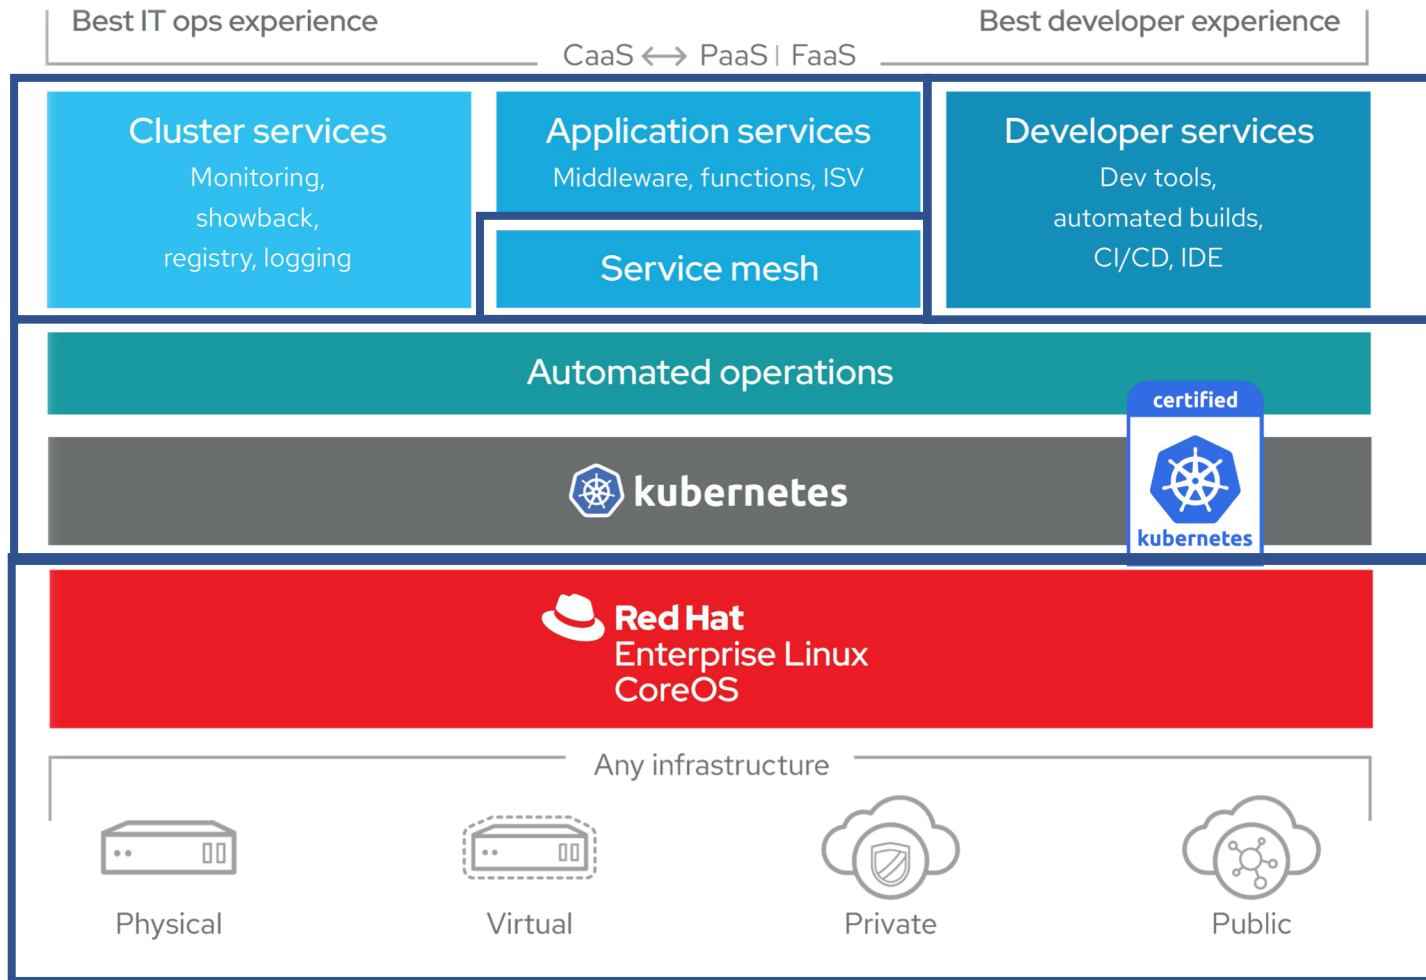 Best IT ops experience
Best developer experience
CaaS ↔ PaaS | FaaS
Cluster services
Monitoring,
showback,
registry, logging
Application services
Middleware, functions, ISV
Service mesh
Developer services
Dev tools,
automated builds,
CI/CD, IDE
Automated operations
certified
kubernetes
kubernetes
Red Hat
Enterprise Linux
CoreOS
Any infrastructure
Physical
Virtual
Private
Public